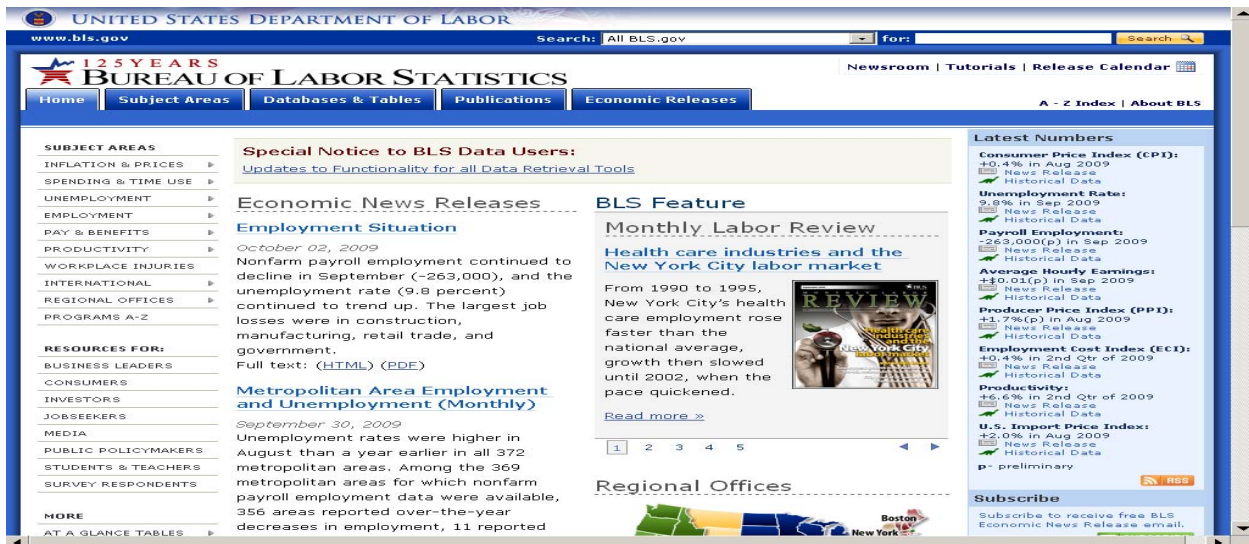 UNITED STATES DEPARTMENT OF LABOR
www.bls.gov
Search: All BLS.gov for: Search
125 YEARS
BUREAU OF LABOR STATISTICS
Newsroom | Tutorials | Release Calendar
Home Subject Areas Databases & Tables Publications Economic Releases
A - Z Index | About BLS
SUBJECT AREAS
INFLATION & PRICES
SPENDING & TIME USE
UNEMPLOYMENT
EMPLOYMENT
PAY & BENEFITS
PRODUCTIVITY
WORKPLACE INJURIES
INTERNATIONAL
REGIONAL OFFICES
PROGRAMS A-Z
RESOURCES FOR:
BUSINESS LEADERS
CONSUMERS
INVESTORS
JOBSEEKERS
MEDIA
PUBLIC POLICYMAKERS
STUDENTS & TEACHERS
SURVEY RESPONDENTS
MORE
AT A GLANCE TABLES
Special Notice to BLS Data Users:
Updates to Functionality for all Data Retrieval Tools
Economic News Releases
Employment Situation
October 02, 2009
Nonfarm payroll employment continued to
decline in September (-263,000), and the
unemployment rate (9.8 percent)
continued to trend up. The largest job
losses were in construction,
manufacturing, retail trade, and
government.
Full text: (HTML) (PDF)
Metropolitan Area Employment
and Unemployment (Monthly)
September 30, 2009
Unemployment rates were higher in
August than a year earlier in all 372
metropolitan areas. Among the 369
metropolitan areas for which nonfarm
payroll employment data were available,
356 areas reported over-the-year
decreases in employment, 11 reported
BLS Feature
Monthly Labor Review
Health care industries and the
New York City labor market
From 1990 to 1995,
New York City's health
care employment rose
faster than the
national average,
growth then slowed
until 2002, when the
pace quickened.
Read more »
REVIEW
Health care
industries
and the
New York City
labor market
1 2 3 4 5
Regional Offices
Boston
New York
Latest Numbers
Consumer Price Index (CPI):
+0.4% in Aug 2009
News Release
Historical Data
Unemployment Rate:
9.8% in Sep 2009
News Release
Historical Data
Payroll Employment:
-263,000(p) in Sep 2009
News Release
Historical Data
Average Hourly Earnings:
+$0.01(p) in Sep 2009
News Release
Historical Data
Producer Price Index (PPI):
+1.7%(p) in Aug 2009
News Release
Historical Data
Employment Cost Index (ECI):
+0.4% in 2nd Qtr of 2009
News Release
Historical Data
Productivity:
+6.6% in 2nd Qtr of 2009
News Release
Historical Data
U.S. Import Price Index:
+2.0% in Aug 2009
News Release
Historical Data
p- preliminary
RSS
Subscribe
Subscribe to receive free BLS
Economic News Release email.